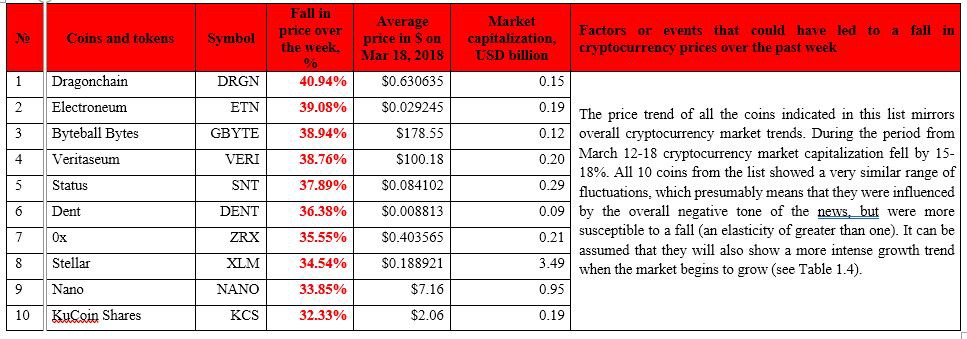 № Coins and tokens Symbol Fall in price over the week, % Average price in $ on Mar 18, 2018 Market capitalization, USD billion Factors or events that could have led to a fall in cryptocurrency prices over the past week
1 Dragonchain DRGN 40.94% $0.630635 0.15
2 Electroneum ETN 39.08% $0.029245 0.19
3 Byteball Bytes GBYTE 38.94% $178.55 0.12
4 Veritaseum VERI 38.76% $100.18 0.20
5 Status SNT 37.89% $0.084102 0.29
6 Dent DENT 36.38% $0.008813 0.09
7 0x ZRX 35.55% $0.403565 0.21
8 Stellar XLM 34.54% $0.188921 3.49
9 Nano NANO 33.85% $7.16 0.95
10 KuCoin Shares KCS 32.33% $2.06 0.19
The price trend of all the coins indicated in this list mirrors
overall cryptocurrency market trends. During the period from
March 12-18 cryptocurrency market capitalization fell by 15-
18%. All 10 coins from the list showed a very similar range of
fluctuations, which presumably means that they were influenced
by the overall negative tone of the news, but were more
susceptible to a fall (an elasticity of greater than one). It can be
assumed that they will also show a more intense growth trend
when the market begins to grow (see Table 1.4).